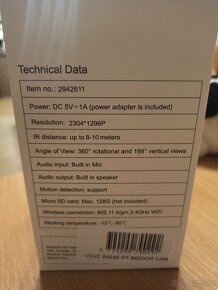 Technical Data
Item no.: 2942611
Power: DC 5V⎓1A (power adapter is included)
Resolution: 2304*1296P
IR distance: up to 8-10 meters
Angle of View: 360° rotational and 198° vertical views
Audio input: Built in Mic
Audio output: Built in speaker
Motion detection: support
Micro SD card: Max. 128G(not included)
Wireless connection: 802.11 b/g/n 2.4GHz WiFi
Working temperature: -10°~50°C
VENZ R4298 PT INDOOR CAM